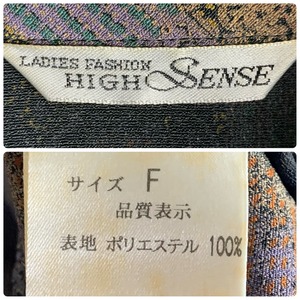 LADIES FASHION
HIGH SENSE
サイズ F
品質表示
表地 ポリエステル 100%